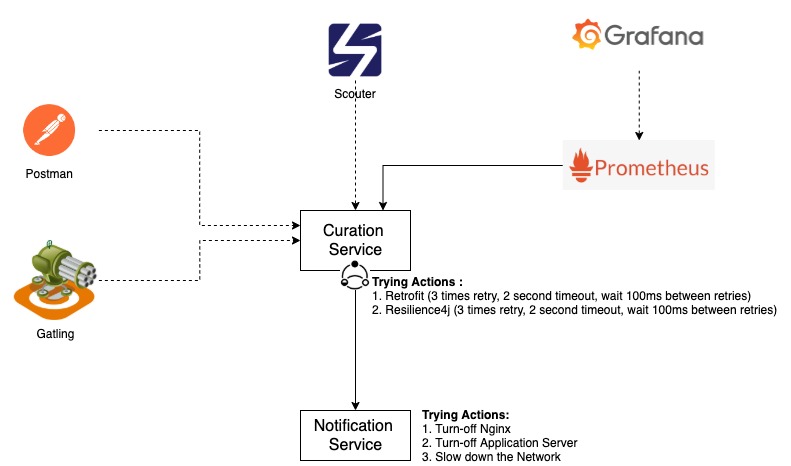 Grafana
Scouter
Postman
Prometheus
Curation
Service
Trying Actions :
1. Retrofit (3 times retry, 2 second timeout, wait 100ms between retries)
2. Resilience4j (3 times retry, 2 second timeout, wait 100ms between retries)
Gatling
Notification
Service
Trying Actions:
1. Turn-off Nginx
2. Turn-off Application Server
3. Slow down the Network